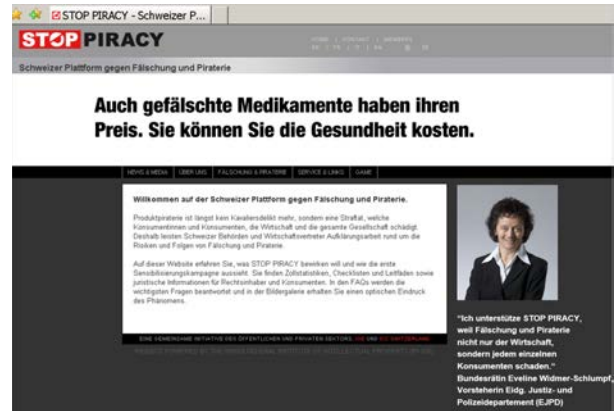 STOP PIRACY - Schweizer P...
STOP PIRACY
Schweizer Plattform gegen Fälschung und Piraterie
Auch gefälschte Medikamente haben ihren
Preis. Sie können Sie die Gesundheit kosten.
NEWS & MEDIA | ÜBER UNS | FÄLSCHUNG & PIRATERIE | SERVICE & LINKS | GAME
Willkommen auf der Schweizer Plattform gegen Fälschung und Piraterie.
Produktpiraterie ist längst kein Kavaliersdelikt mehr, sondern eine Straftat, welche
Konsumentinnen und Konsumenten, die Wirtschaft und die gesamte Gesellschaft schädigt.
Deshalb leisten Schweizer Behörden und Wirtschaftsvertreter Aufklärungsarbeit rund um die
Risiken und Folgen von Fälschung und Piraterie.
Auf dieser Website erfahren Sie, was STOP PIRACY bewirken will und wie die erste
Sensibilisierungskampagne aussieht. Sie finden Zollstatistiken, Checklisten und Leitfäden sowie
juristische Informationen für Rechtsinhaber und Konsumenten. In den FAQs werden die
wichtigsten Fragen beantwortet und in der Bildergalerie erhalten Sie einen optischen Eindruck
des Phänomens.
"Ich unterstütze STOP PIRACY,
weil Fälschung und Piraterie
nicht nur der Wirtschaft,
sondern jedem einzelnen
Konsumenten schaden."
Bundesrätin Eveline Widmer-Schlumpf,
Vorsteherin Eidg. Justiz- und
Polizeidepartement (EJPD)
EINE GEMEINSAME INITIATIVE DES ÖFFENTLICHEN UND PRIVATEN SEKTORS,